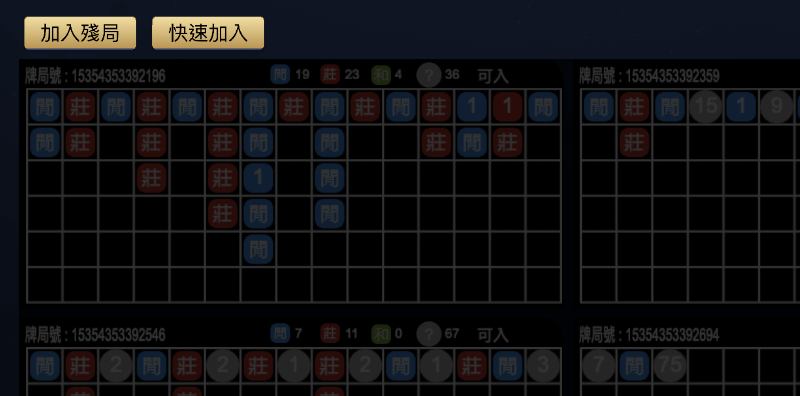 加入殘局 快速加入
牌局號 : 15354353392196 閒 19 莊 23 和 4 ? 36 可入
閒 莊 閒 莊 閒 莊 閒 莊 閒 莊 閒 莊 1 1 閒
閒 莊 莊 莊 閒 閒 莊 閒 莊
莊 莊 1 閒
莊 閒 閒
閒
牌局號 : 15354353392359
閒 莊 閒 15 1 9
莊
牌局號 : 15354353392546 閒 7 莊 11 和 0 ? 67 可入
閒 莊 2 閒 莊 2 莊 1 莊 2 閒 1 莊 閒 3
牌局號 : 15354353392694
7 閒 75